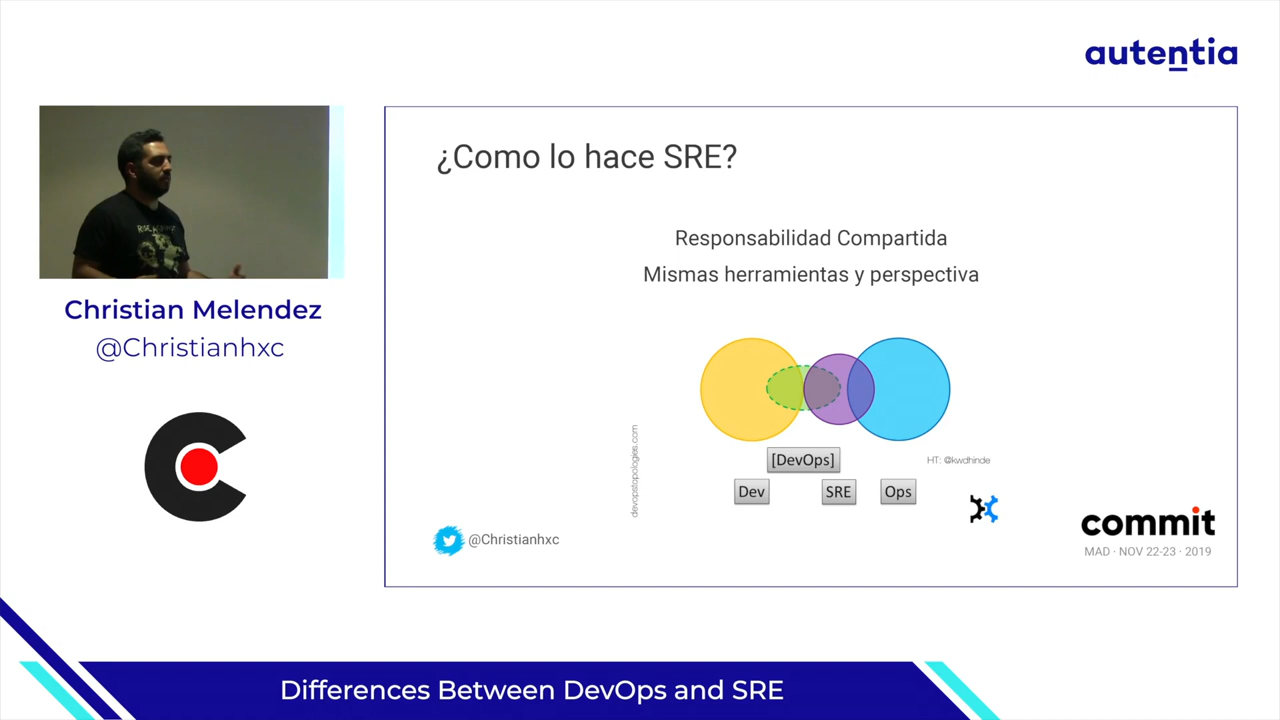 autentia
¿Como lo hace SRE?
Responsabilidad Compartida
Mismas herramientas y perspectiva
Christian Melendez
@Christianhxc
devopstopologies.com
[DevOps]
HT: @kwdhinde
Dev
SRE
Ops
@Christianhxc
commit
MAD · NOV 22-23 · 2019
Differences Between DevOps and SRE